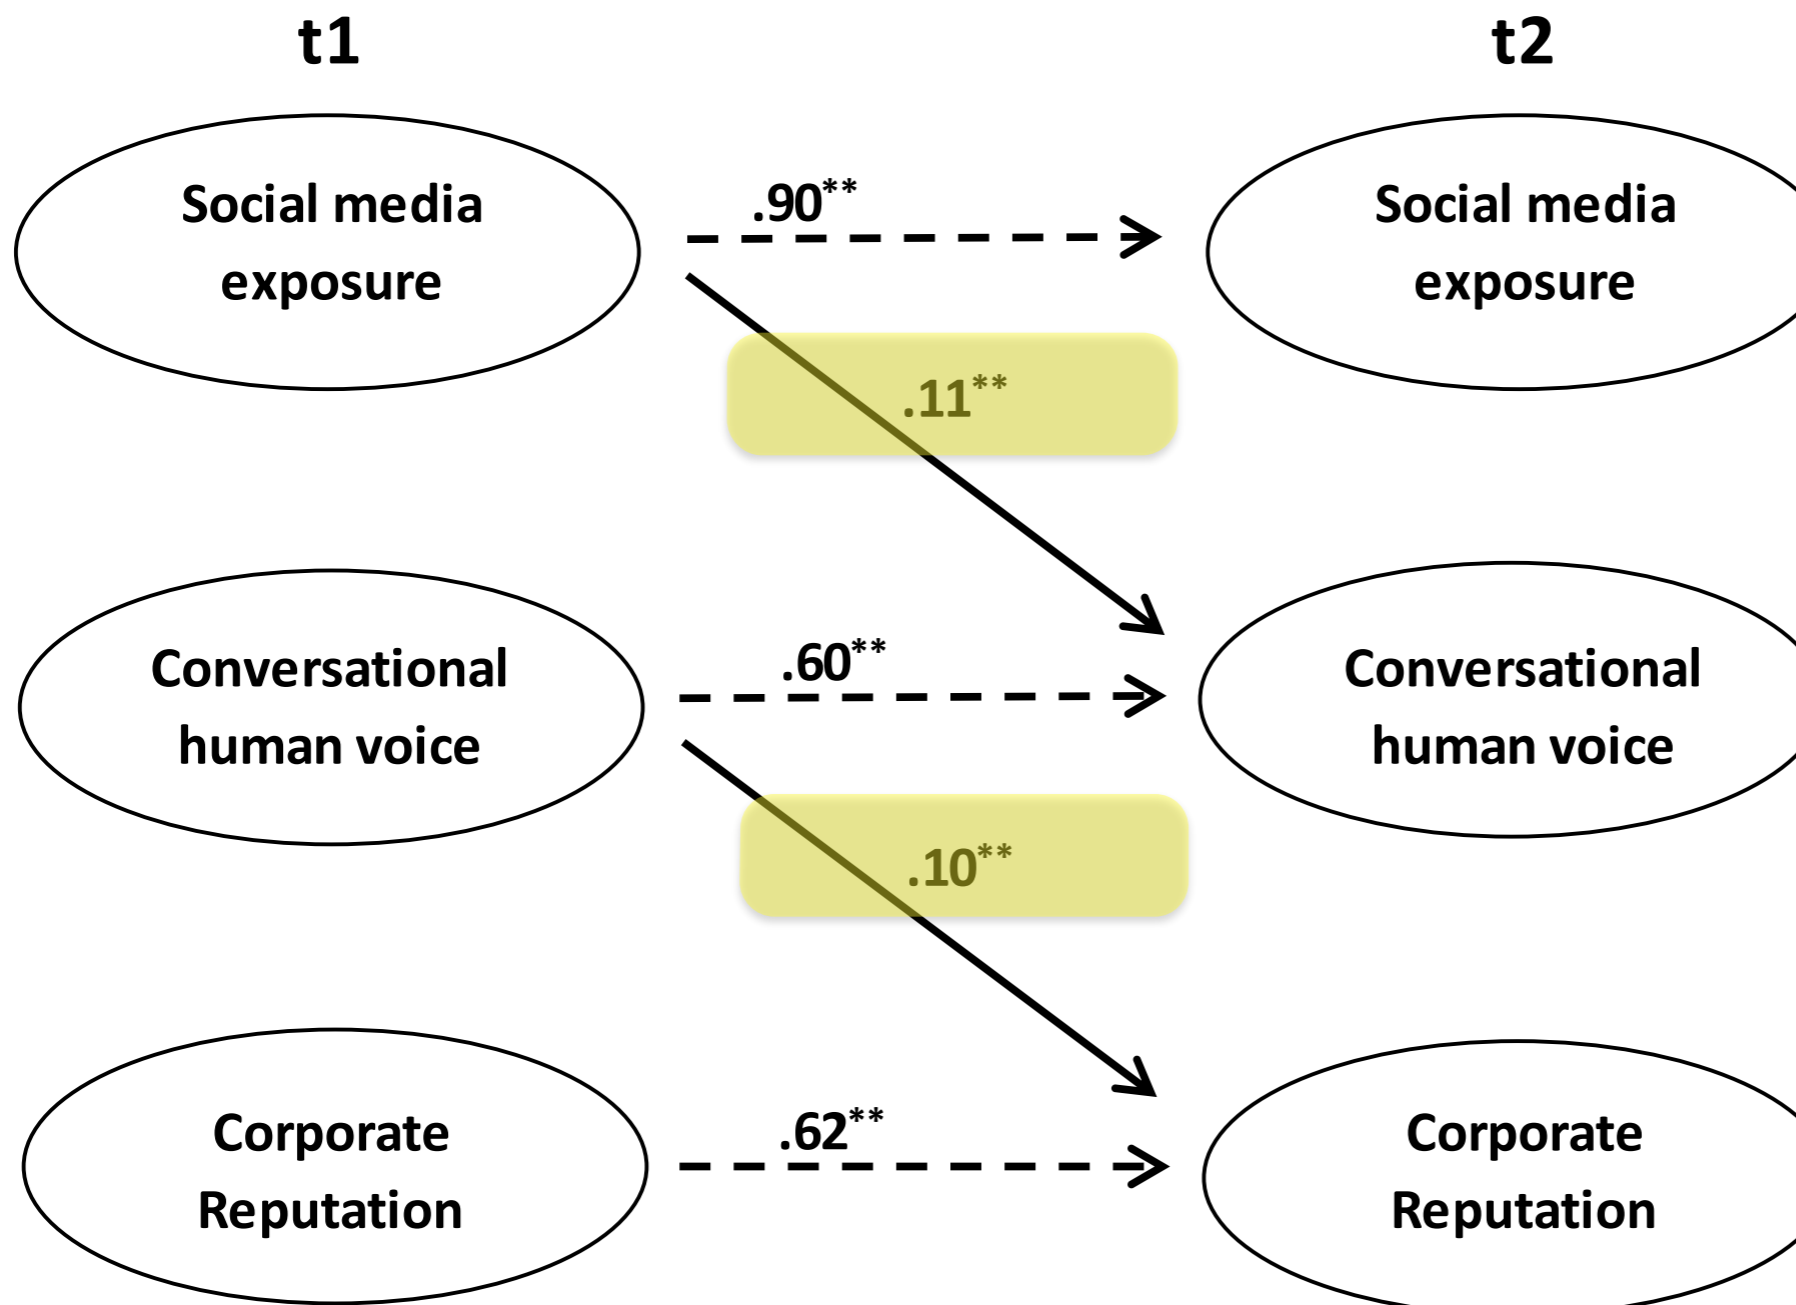 t1
t2
Social media
exposure
.90**
Social media
exposure
.11**
Conversational
human voice
.60**
Conversational
human voice
.10**
Corporate
Reputation
.62**
Corporate
Reputation